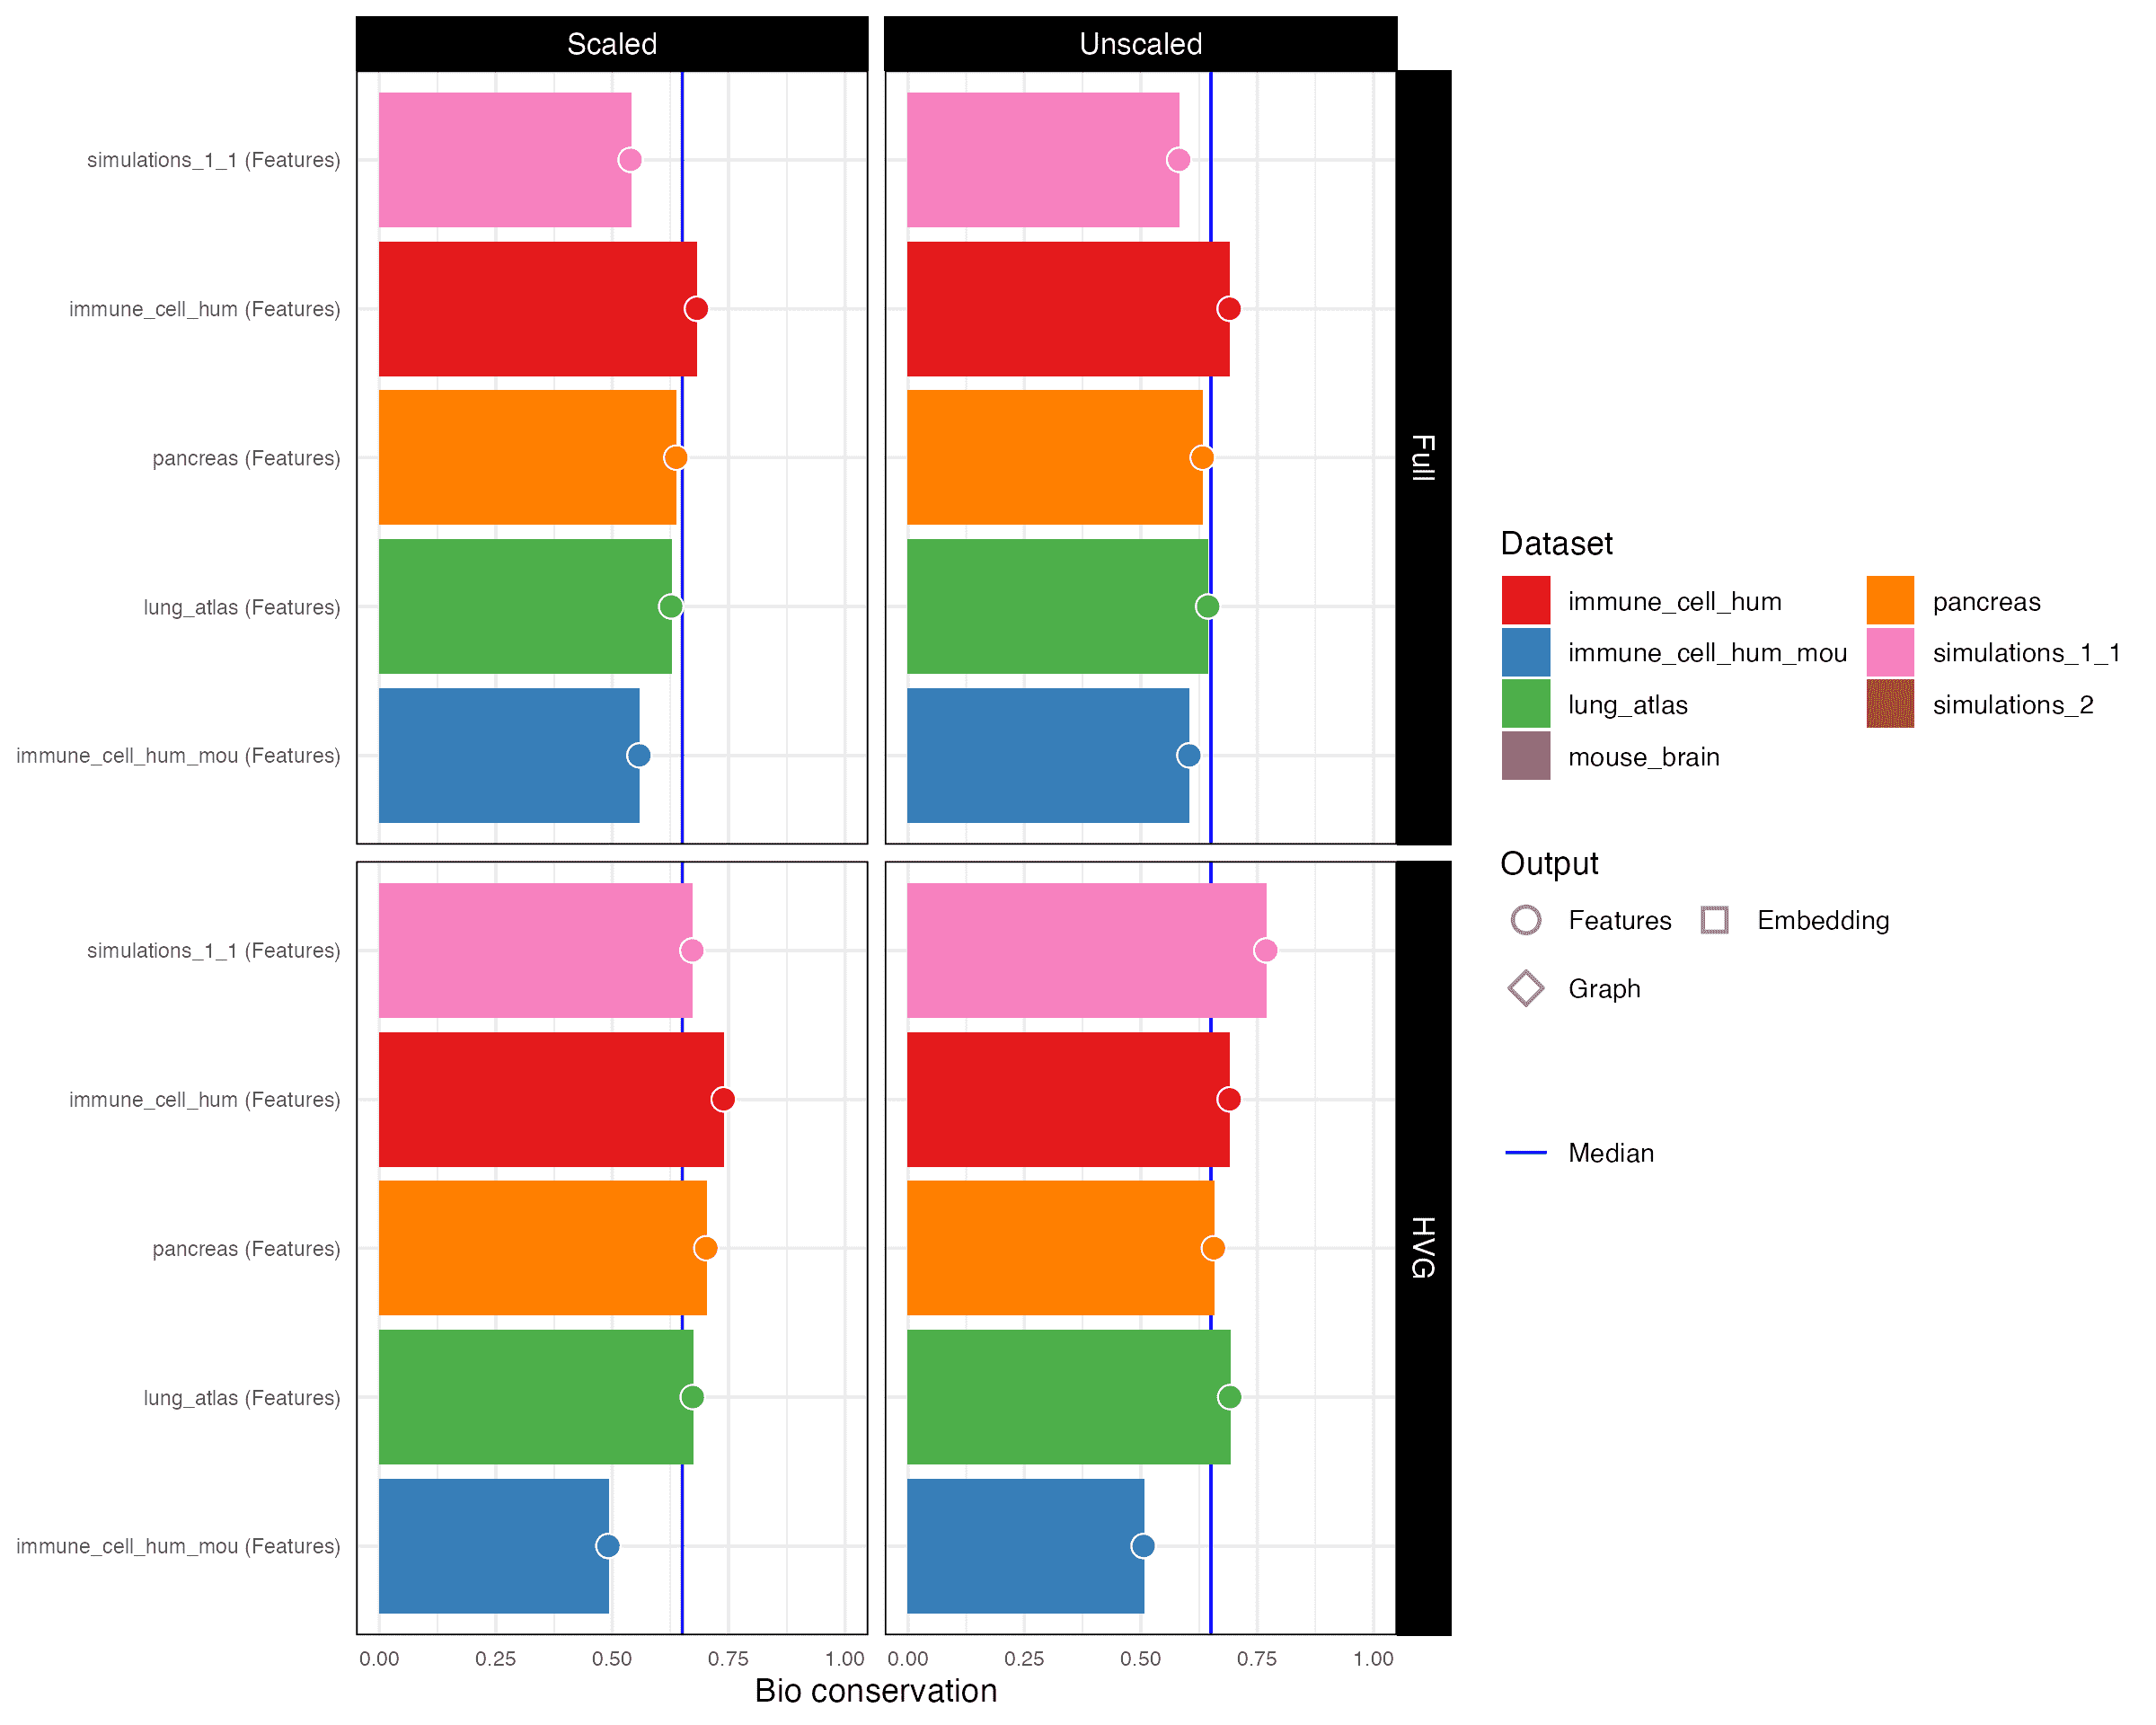 Scaled
Unscaled
Full
simulations_1_1 (Features)
immune_cell_hum (Features)
pancreas (Features)
lung_atlas (Features)
immune_cell_hum_mou (Features)
HVG
simulations_1_1 (Features)
immune_cell_hum (Features)
pancreas (Features)
lung_atlas (Features)
immune_cell_hum_mou (Features)
0.00 0.25 0.50 0.75 1.00
0.00 0.25 0.50 0.75 1.00
Bio conservation
Dataset
immune_cell_hum
immune_cell_hum_mou
lung_atlas
mouse_brain
pancreas
simulations_1_1
simulations_2
Output
Features
Embedding
Graph
Median